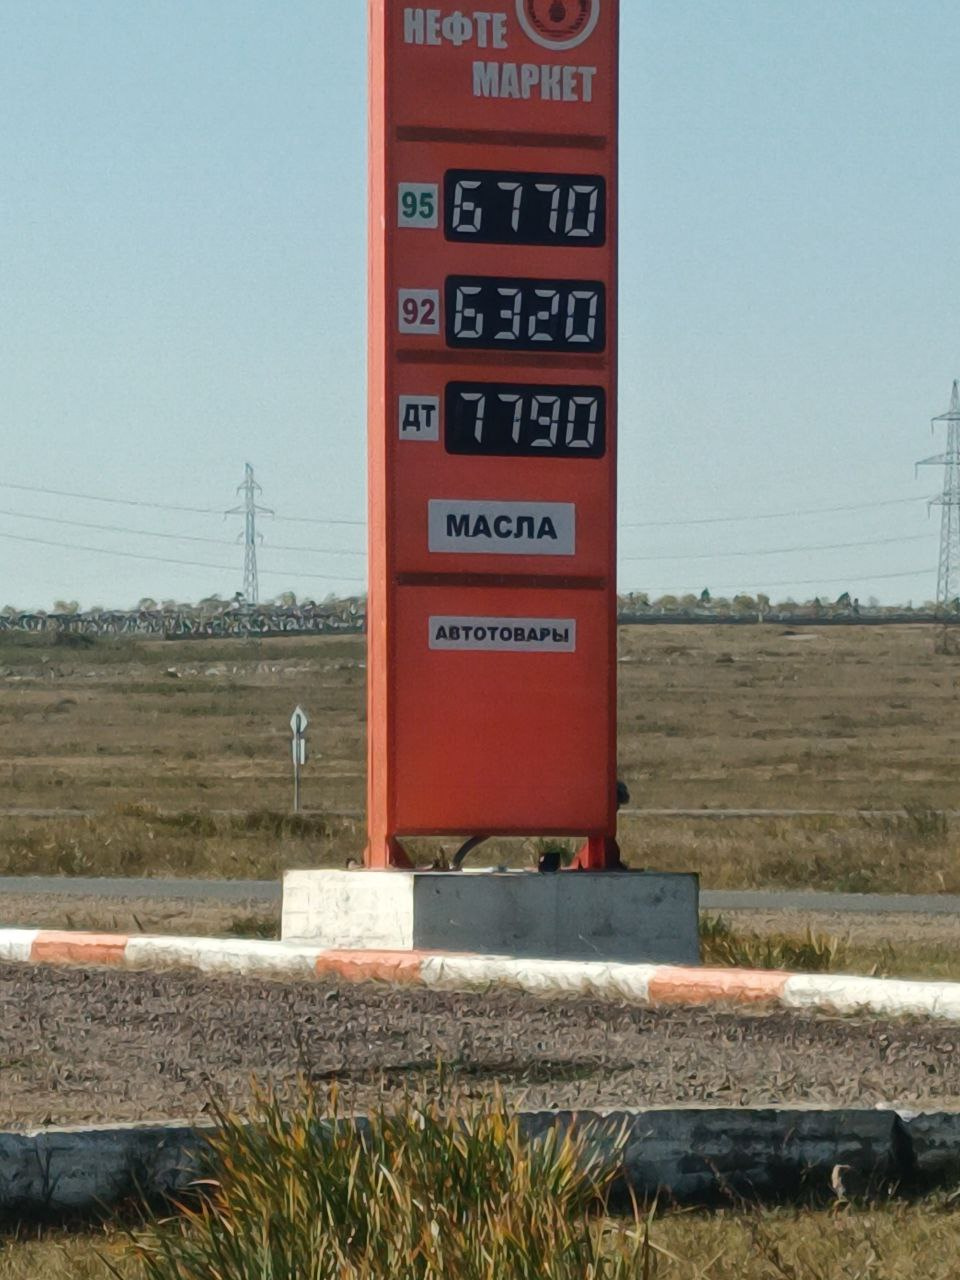 НЕФТЕ
МАРКЕТ
95 6770
92 6320
ДТ 7790
МАСЛА
АВТОТОВАРЫ